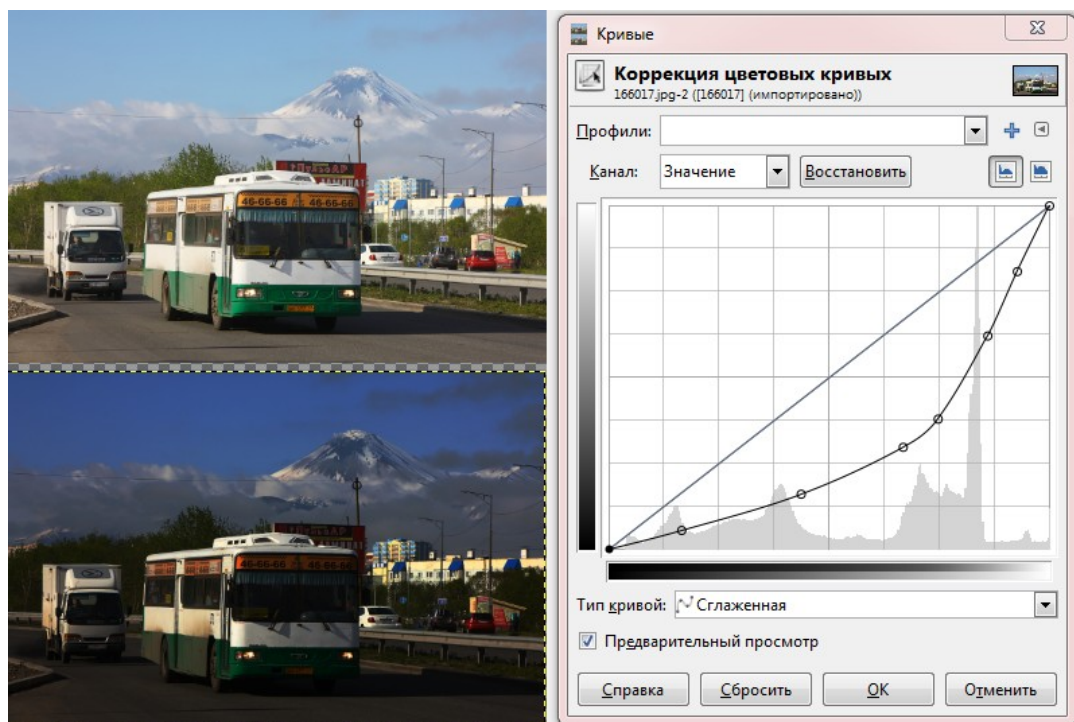 46-66-66 46-66-66
46-66-66 46-66-66
Кривые
Коррекция цветовых кривых
166017.jpg-2 ([166017] (импортировано))
Профили:
Канал: Значение Восстановить
Тип кривой: Сглаженная
Предварительный просмотр
Справка Сбросить OK Отменить